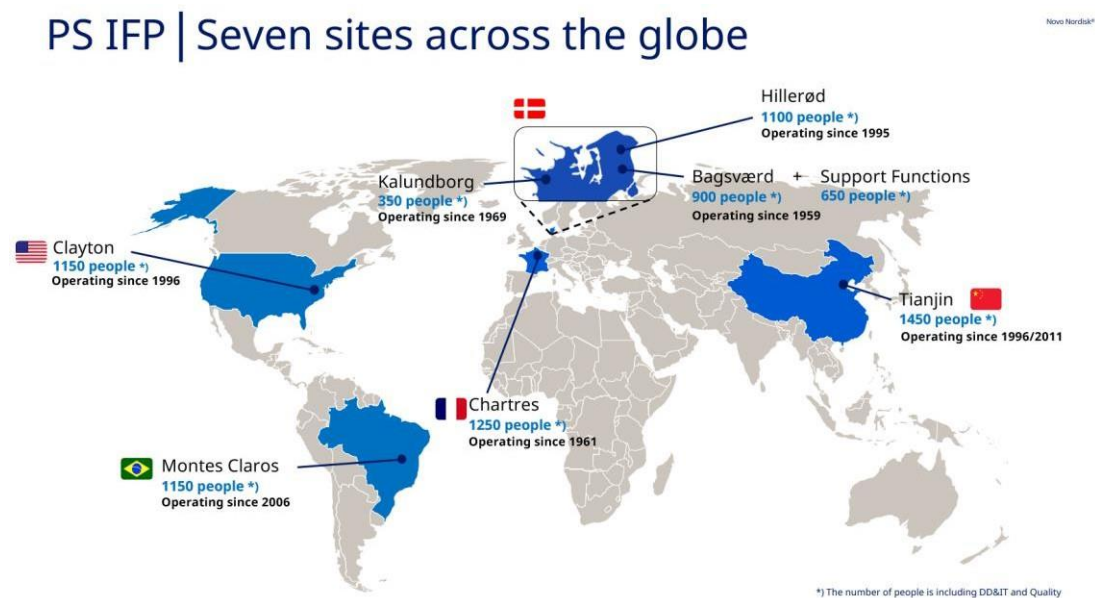 PS IFP | Seven sites across the globe
Novo Nordisk®
Hillerød
1100 people *)
Operating since 1995
Kalundborg
350 people *)
Operating since 1969
Bagsværd + Support Functions
900 people *) 650 people *)
Operating since 1959
Clayton
1150 people *)
Operating since 1996
Tianjin
1450 people *)
Operating since 1996/2011
Chartres
1250 people *)
Operating since 1961
Montes Claros
1150 people *)
Operating since 2006
*) The number of people is including DD&IT and Quality